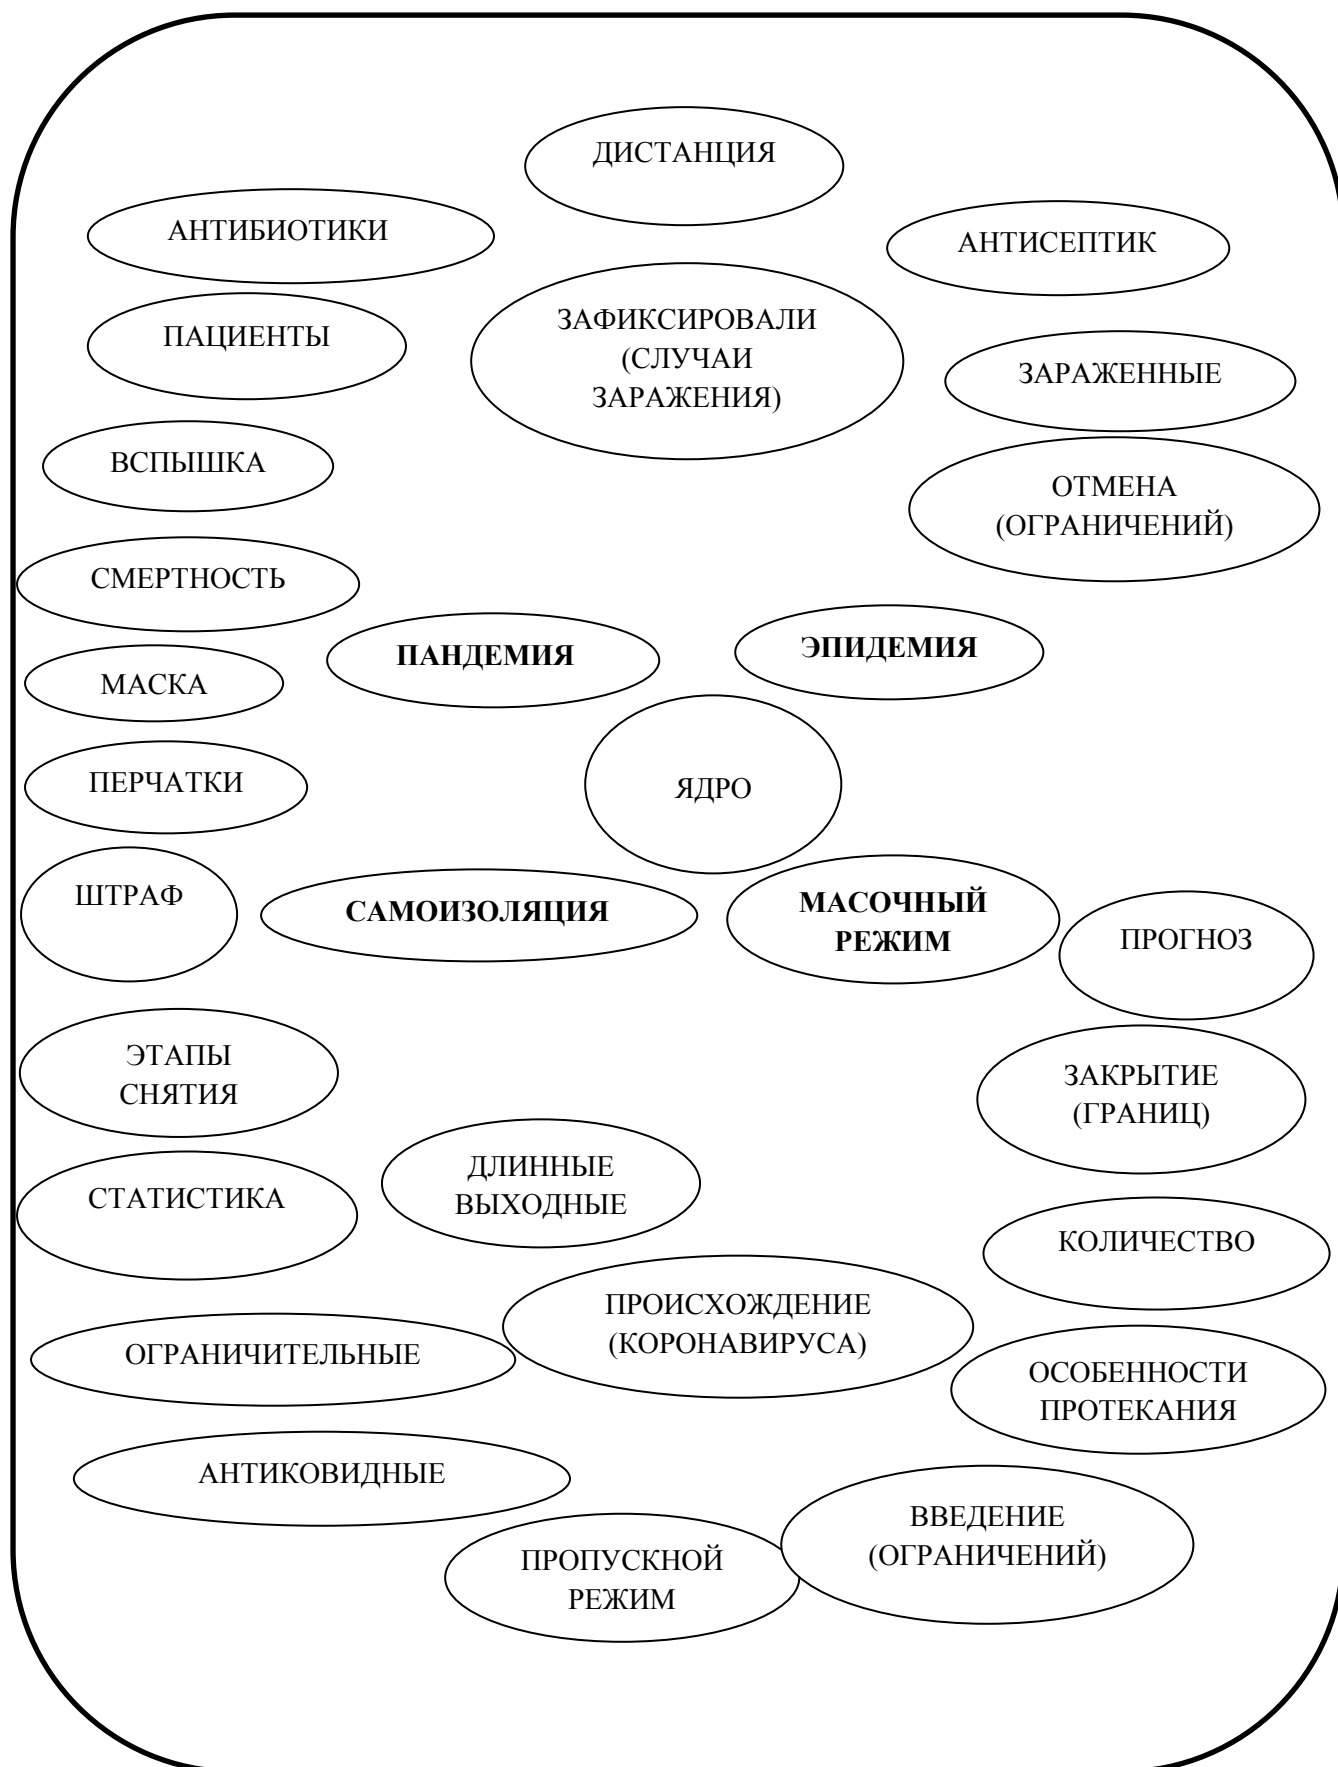 ДИСТАНЦИЯ
АНТИБИОТИКИ
АНТИСЕПТИК
ПАЦИЕНТЫ
ЗАФИКСИРОВАЛИ
(СЛУЧАИ
ЗАРАЖЕНИЯ)
ЗАРАЖЕННЫЕ
ВСПЫШКА
ОТМЕНА
(ОГРАНИЧЕНИЙ)
СМЕРТНОСТЬ
ПАНДЕМИЯ
ЭПИДЕМИЯ
МАСКА
ПЕРЧАТКИ
ЯДРО
ШТРАФ
САМОИЗОЛЯЦИЯ
МАСОЧНЫЙ
РЕЖИМ
ПРОГНОЗ
ЭТАПЫ
СНЯТИЯ
ЗАКРЫТИЕ
(ГРАНИЦ)
ДЛИННЫЕ
ВЫХОДНЫЕ
СТАТИСТИКА
КОЛИЧЕСТВО
ПРОИСХОЖДЕНИЕ
(КОРОНАВИРУСА)
ОГРАНИЧИТЕЛЬНЫЕ
ОСОБЕННОСТИ
ПРОТЕКАНИЯ
АНТИКОВИДНЫЕ
ВВЕДЕНИЕ
(ОГРАНИЧЕНИЙ)
ПРОПУСКНОЙ
РЕЖИМ